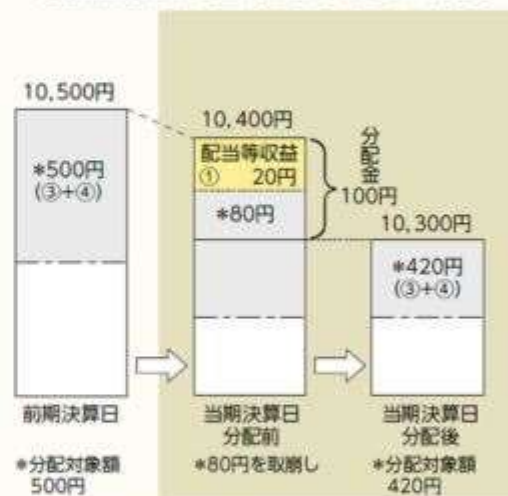 10,500円
*500円
(③+④)
前期決算日
*分配対象額
500円
10,400円
配当等収益
① 20円
*80円
分配金
100円
当期決算日
分配前
*80円を取崩し
10,300円
*420円
(③+④)
当期決算日
分配後
*分配対象額
420円